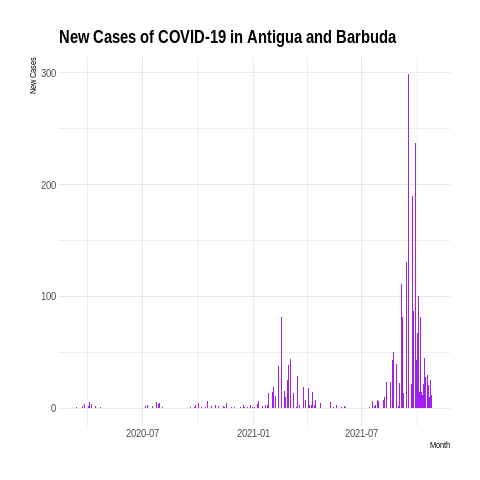 New Cases of COVID-19 in Antigua and Barbuda
New Cases
300
200
100
0
2020-07 2021-01 2021-07
Month